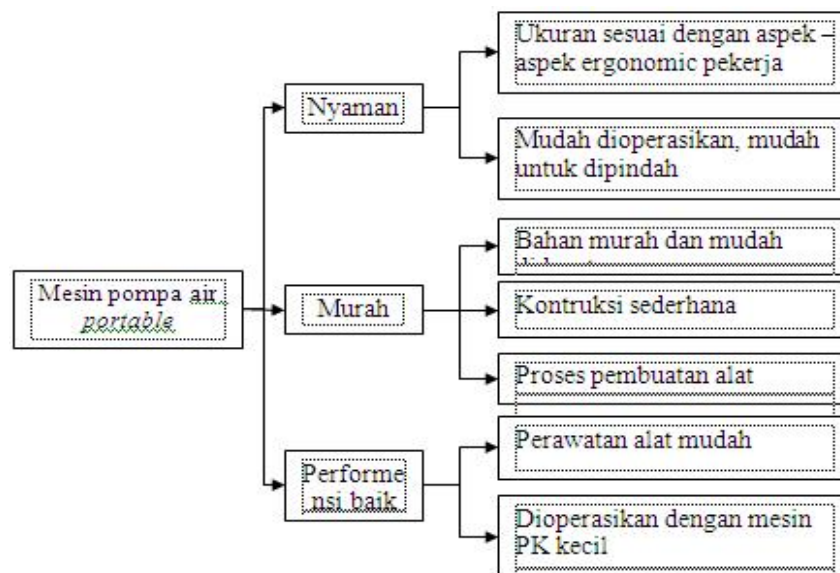 Mesin pompa air
portable
Nyaman
Ukuran sesuai dengan aspek –
aspek ergonomic pekerja
Mudah dioperasikan, mudah
untuk dipindah
Murah
Bahan murah dan mudah
Kontruksi sederhana
Proses pembuatan alat
Performe
nsi baik
Perawatan alat mudah
Dioperasikan dengan mesin
PK kecil